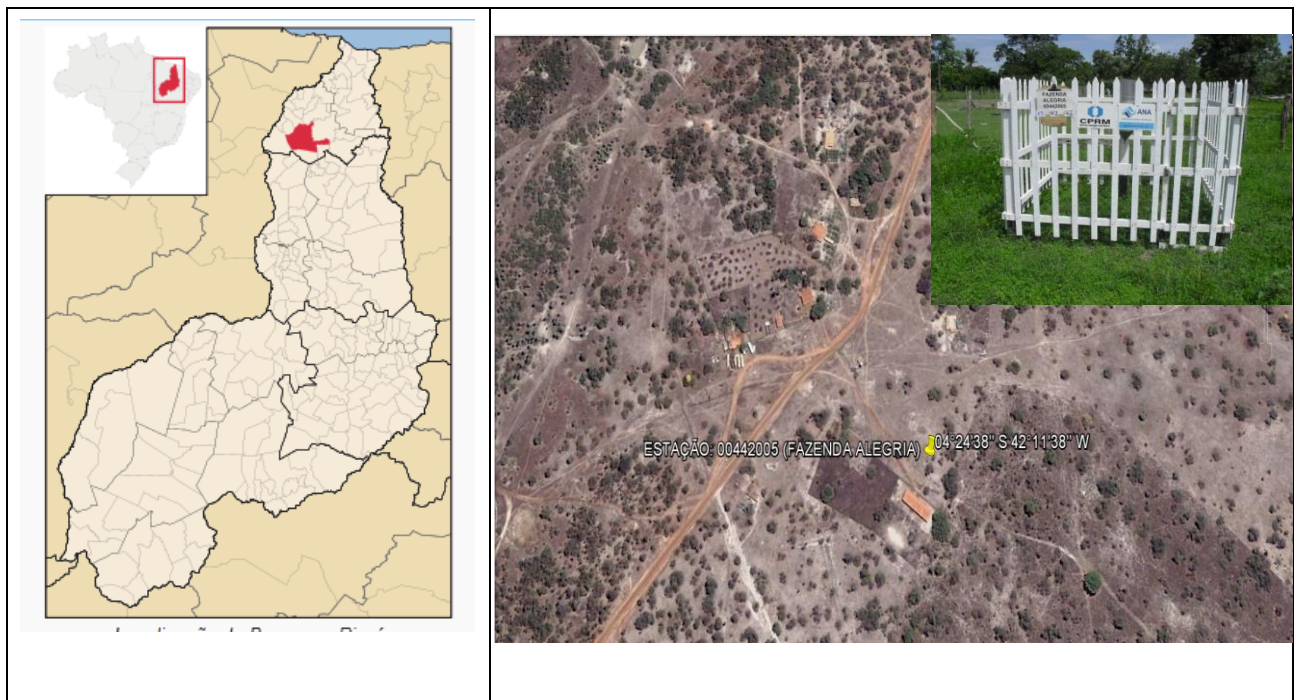 FAZENDA
ALEGRIA
00442005
CPRM
ANA
ESTAÇÃO: 00442005 (FAZENDA ALEGRIA)
04°24'38" S 42°11'38" W